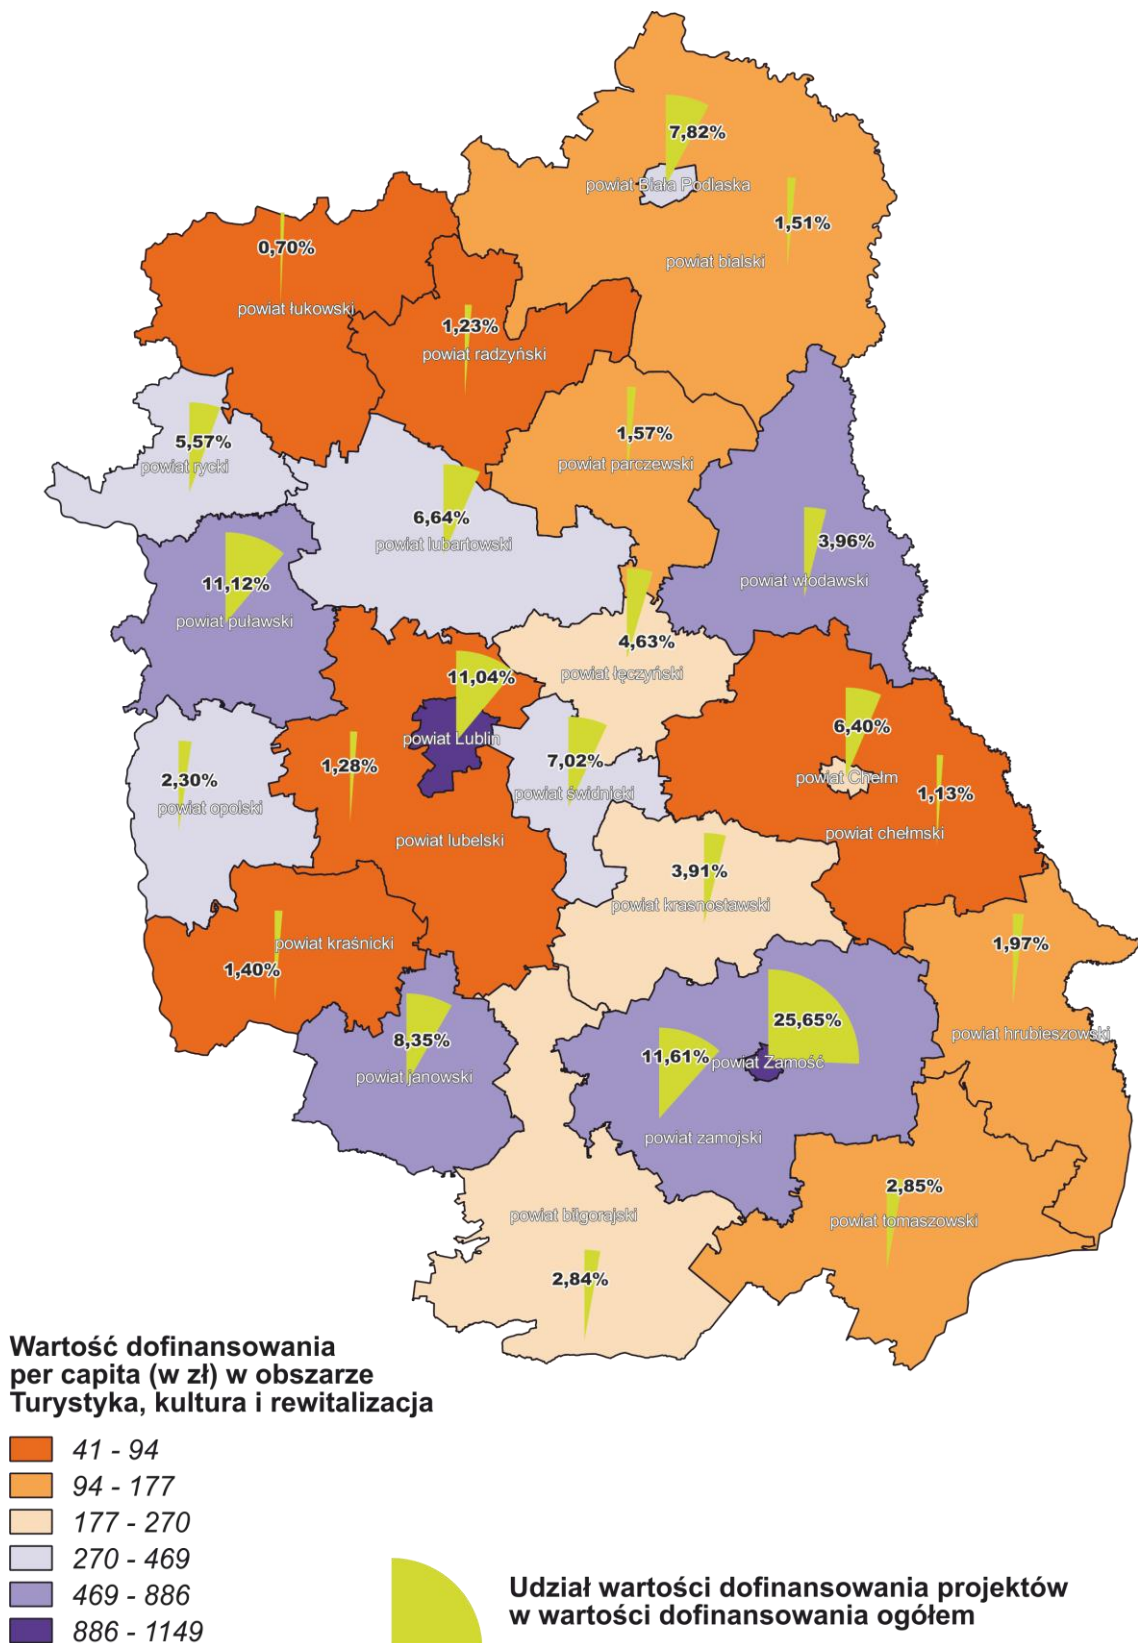 7,82%
powiat Biała Podlaska
1,51%
powiat bialski
0,70%
powiat łukowski
1,23%
powiat radzyński
5,57%
powiat rycki
1,57%
powiat parczewski
6,64%
powiat lubartowski
3,96%
powiat włodawski
11,12%
powiat puławski
4,63%
powiat łęczyński
11,04%
powiat Lublin
6,40%
powiat Chełm
1,28%
7,02%
powiat świdnicki
2,30%
powiat opolski
1,13%
powiat chełmski
powiat lubelski
3,91%
powiat krasnostawski
powiat kraśnicki
1,40%
1,97%
powiat hrubieszowski
25,65%
powiat Zamość
8,35%
powiat janowski
11,61%
powiat zamojski
2,85%
powiat tomaszowski
powiat biłgorajski
2,84%
Wartość dofinansowania
per capita (w zł) w obszarze
Turystyka, kultura i rewitalizacja
41 - 94
94 - 177
177 - 270
270 - 469
469 - 886
886 - 1149
Udział wartości dofinansowania projektów
w wartości dofinansowania ogółem